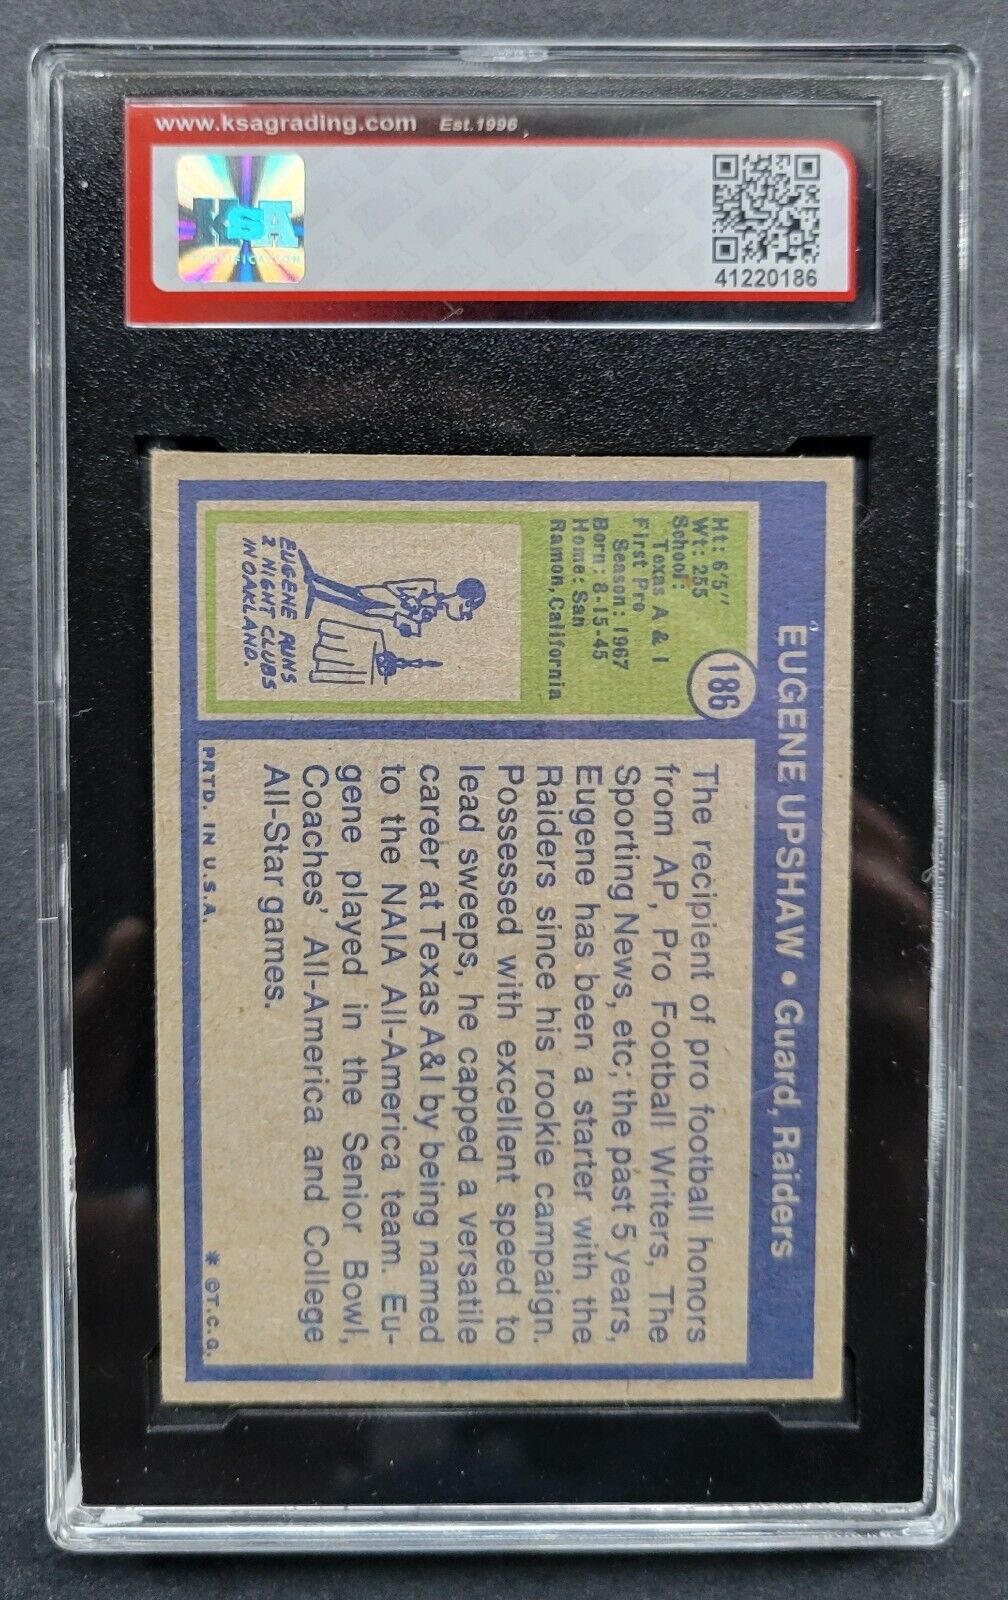 www.ksagrading.com Est.1996
KSA
CERTIFICATION
41220186
EUGENE UPSHAW • Guard, Raiders
186
Ht: 6'5"
Wt: 255
School:
Texas A & I
First Pro
Season: 1967
Born: 8-15-45
Home: San
Ramon, California
EUGENE RUNS
2 NIGHT CLUBS
IN OAKLAND.
The recipient of pro football honors
from AP, Pro Football Writers, The
Sporting News, etc; the past 5 years,
Eugene has been a starter with the
Raiders since his rookie campaign.
Possessed with excellent speed to
lead sweeps, he capped a versatile
career at Texas A&I by being named
to the NAIA All-America team. Eu-
gene played in the Senior Bowl,
Coaches' All-America and College
All-Star games.
PRTD. IN U.S.A.
* ©T.C.G.